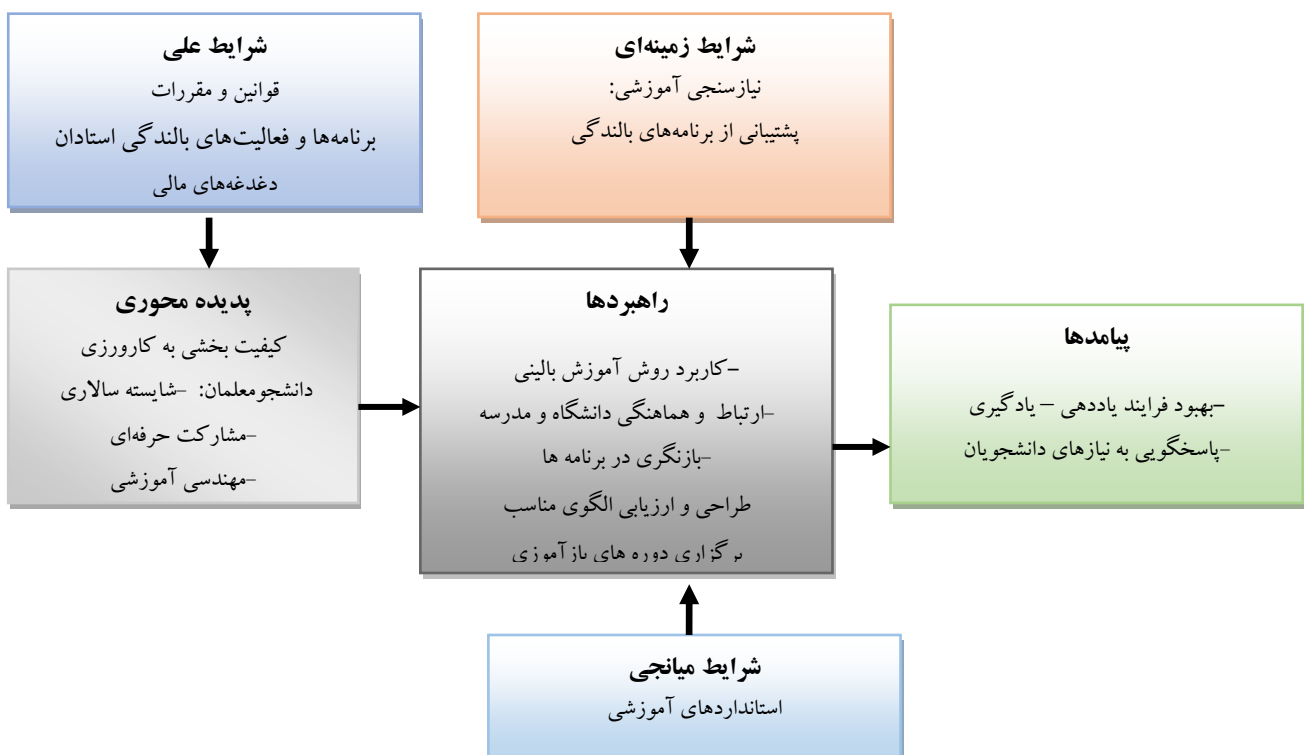 شرایط علی
قوانین و مقررات
برنامه‌ها و فعالیت‌های بالندگی استادان
دغدغه‌های مالی
شرایط زمینه‌ای
نیازسنجی آموزشی:
پشتیبانی از برنامه‌های بالندگی
پدیده محوری
کیفیت بخشی به کارورزی
دانشجومعلمان: -شایسته سالاری
-مشارکت حرفه‌ای
-مهندسی آموزشی
راهبردها
-کاربرد روش آموزش بالینی
-ارتباط و هماهنگی دانشگاه و مدرسه
-بازنگری در برنامه ها
طراحی و ارزیابی الگوی مناسب
برگزاری دوره های بازآموزی
پیامدها
-بهبود فرایند یاددهی – یادگیری
-پاسخگویی به نیازهای دانشجویان
شرایط میانجی
استانداردهای آموزشی